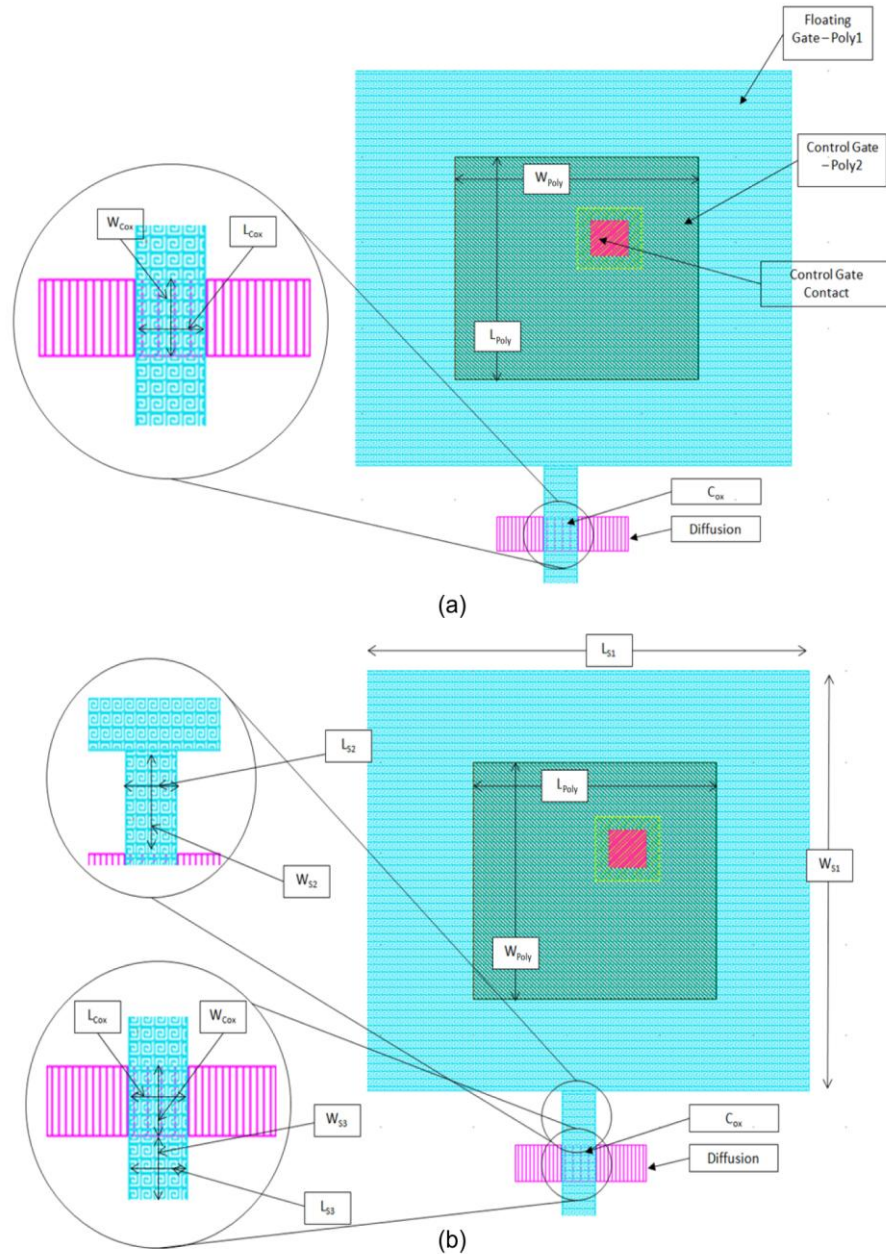 Floating
Gate – Poly1
Control Gate
– Poly2
W_Poly
W_Cox
L_Cox
L_Poly
Control Gate
Contact
C_ox
Diffusion
(a)
L_S1
L_S2
L_Poly
W_S1
W_S2
W_Poly
L_Cox
W_Cox
W_S3
C_ox
Diffusion
L_S3
(b)